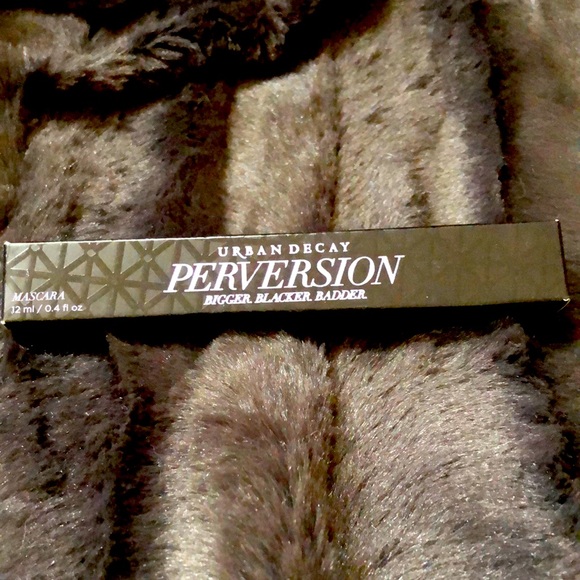 URBAN DECAY
PERVERSION
BIGGER. BLACKER. BADDER.
MASCARA
12 ml / 0.4 fl oz